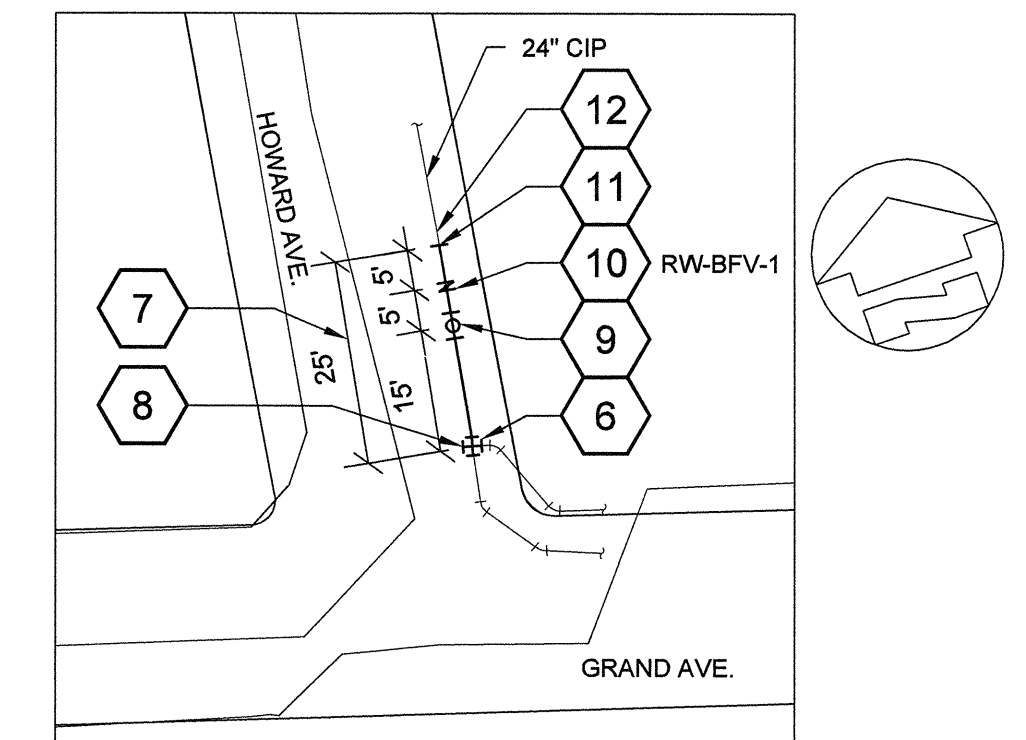 24" CIP
12
HOWARD AVE.
11
10
RW-BFV-1
5'
7
5'
9
25'
15'
8
6
GRAND AVE.